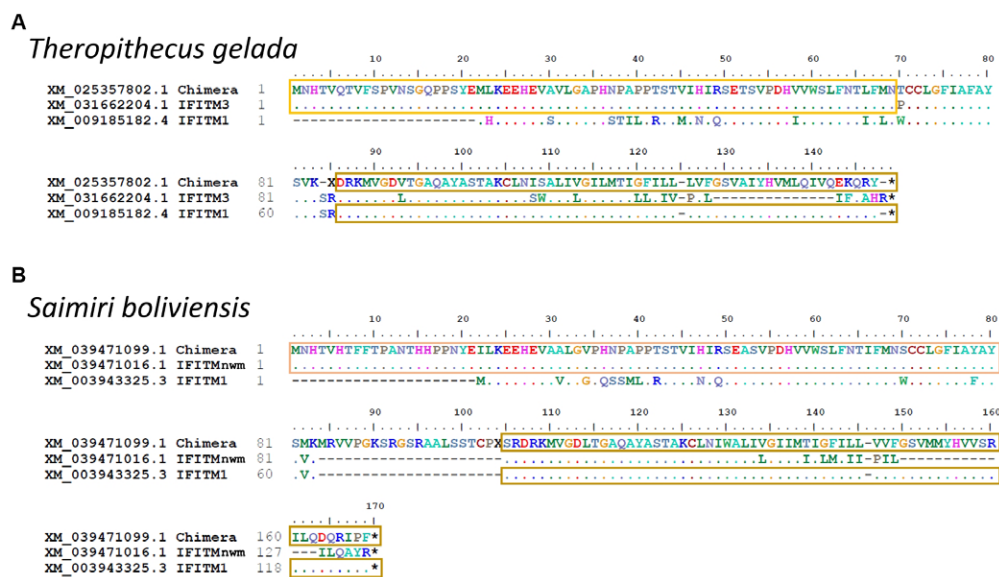 A
Theropithecus gelada
10 20 30 40 50 60 70 80
XM_025357802.1 Chimera 1 MNHTVQTVFSPVNSGQPPSYEMLKEEHEVAVLGAPHNPAPPTSTVIHIRSETSVPDHVVWSLFNTLFMNTCCLGFIAFAY
XM_031662204.1 IFITM3 1 .....................................................................P..........
XM_009185182.4 IFITM1 1 ---------------------.H......S......STIL.R..M.N.Q........I.......I.L.W..........
90 100 110 120 130 140
XM_025357802.1 Chimera 81 SVK-XDRKMVGDVTGAQAYASTAKCLNISALIVGILMTIGFILL-LVFGSVAIYHVMLQIVQEKQRY-*
XM_031662204.1 IFITM3 81 ...SR.......L..............SW...L......LL.IV-P.L--------------IF.AHR*
XM_009185182.4 IFITM1 60 ...SR.......................................-......................-*
B
Saimiri boliviensis
10 20 30 40 50 60 70 80
XM_039471099.1 Chimera 1 MNHTVHTFFTPANTHHPPNYEILKEEHEVAALGVPHNPAPPTSTVIHIRSEASVPDHVVWSLFNTIFMNSCCLGFIAYAY
XM_039471016.1 IFITMnwm 1 ................................................................................
XM_003943325.3 IFITM1 1 ---------------------M........V..G.QSSML.R....N.Q....................W.......F..
90 100 110 120 130 140 150 160
XM_039471099.1 Chimera 81 SMKMRVVPGKSRGSRAALSSTCPXSRDRKMVGDLTGAQAYASTAKCLNIWALIVGIIMTIGFILL-VVFGSVMMYHVVSR
XM_039471016.1 IFITMnwm 81 .V.---------------------.............................L....I.LM.II-PIL-----------
XM_003943325.3 IFITM1 60 .V.---------------------.........................................-..............
170
XM_039471099.1 Chimera 160 ILQDQRIPF*
XM_039471016.1 IFITMnwm 127 ---ILQAYR*
XM_003943325.3 IFITM1 118 .........*